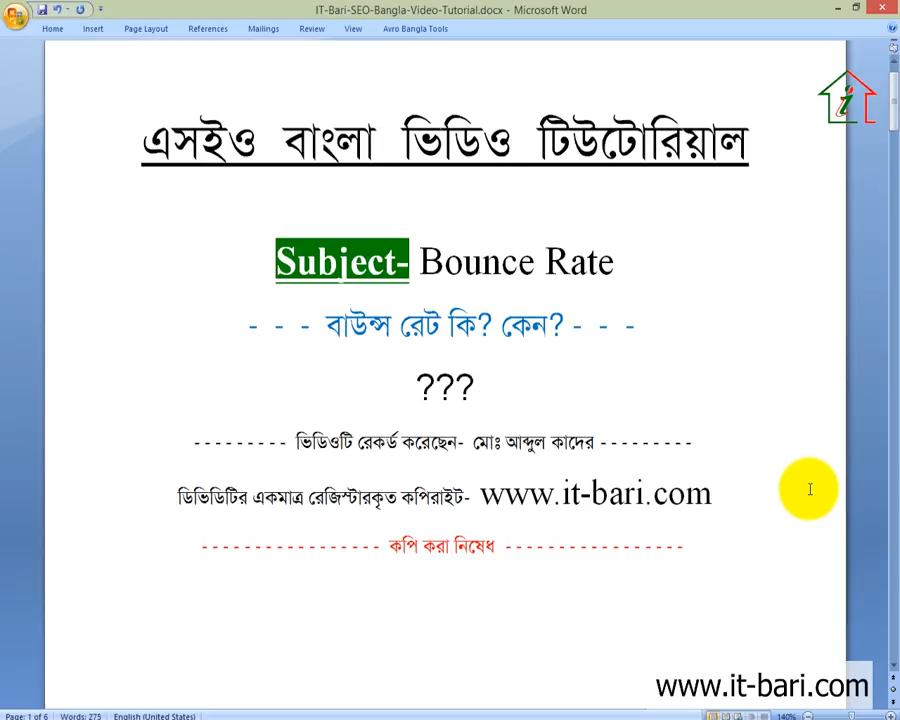 IT-Bari-SEO-Bangla-Video-Tutorial.docx - Microsoft Word
Home Insert Page Layout References Mailings Review View Avro Bangla Tools
এসইও বাংলা ভিডিও টিউটোরিয়াল
Subject- Bounce Rate
- - - বাউন্স রেট কি? কেন? - - -
???
- - - - - - - - - ভিডিওটি রেকর্ড করেছেন- মোঃ আব্দুল কাদের - - - - - - - - -
ডিভিডিটির একমাত্র রেজিস্টারকৃত কপিরাইট- www.it-bari.com
- - - - - - - - - - - - - - - - - কপি করা নিষেধ - - - - - - - - - - - - - - - - -
www.it-bari.com
Page: 1 of 6 Words: 275 English (United States) 140%